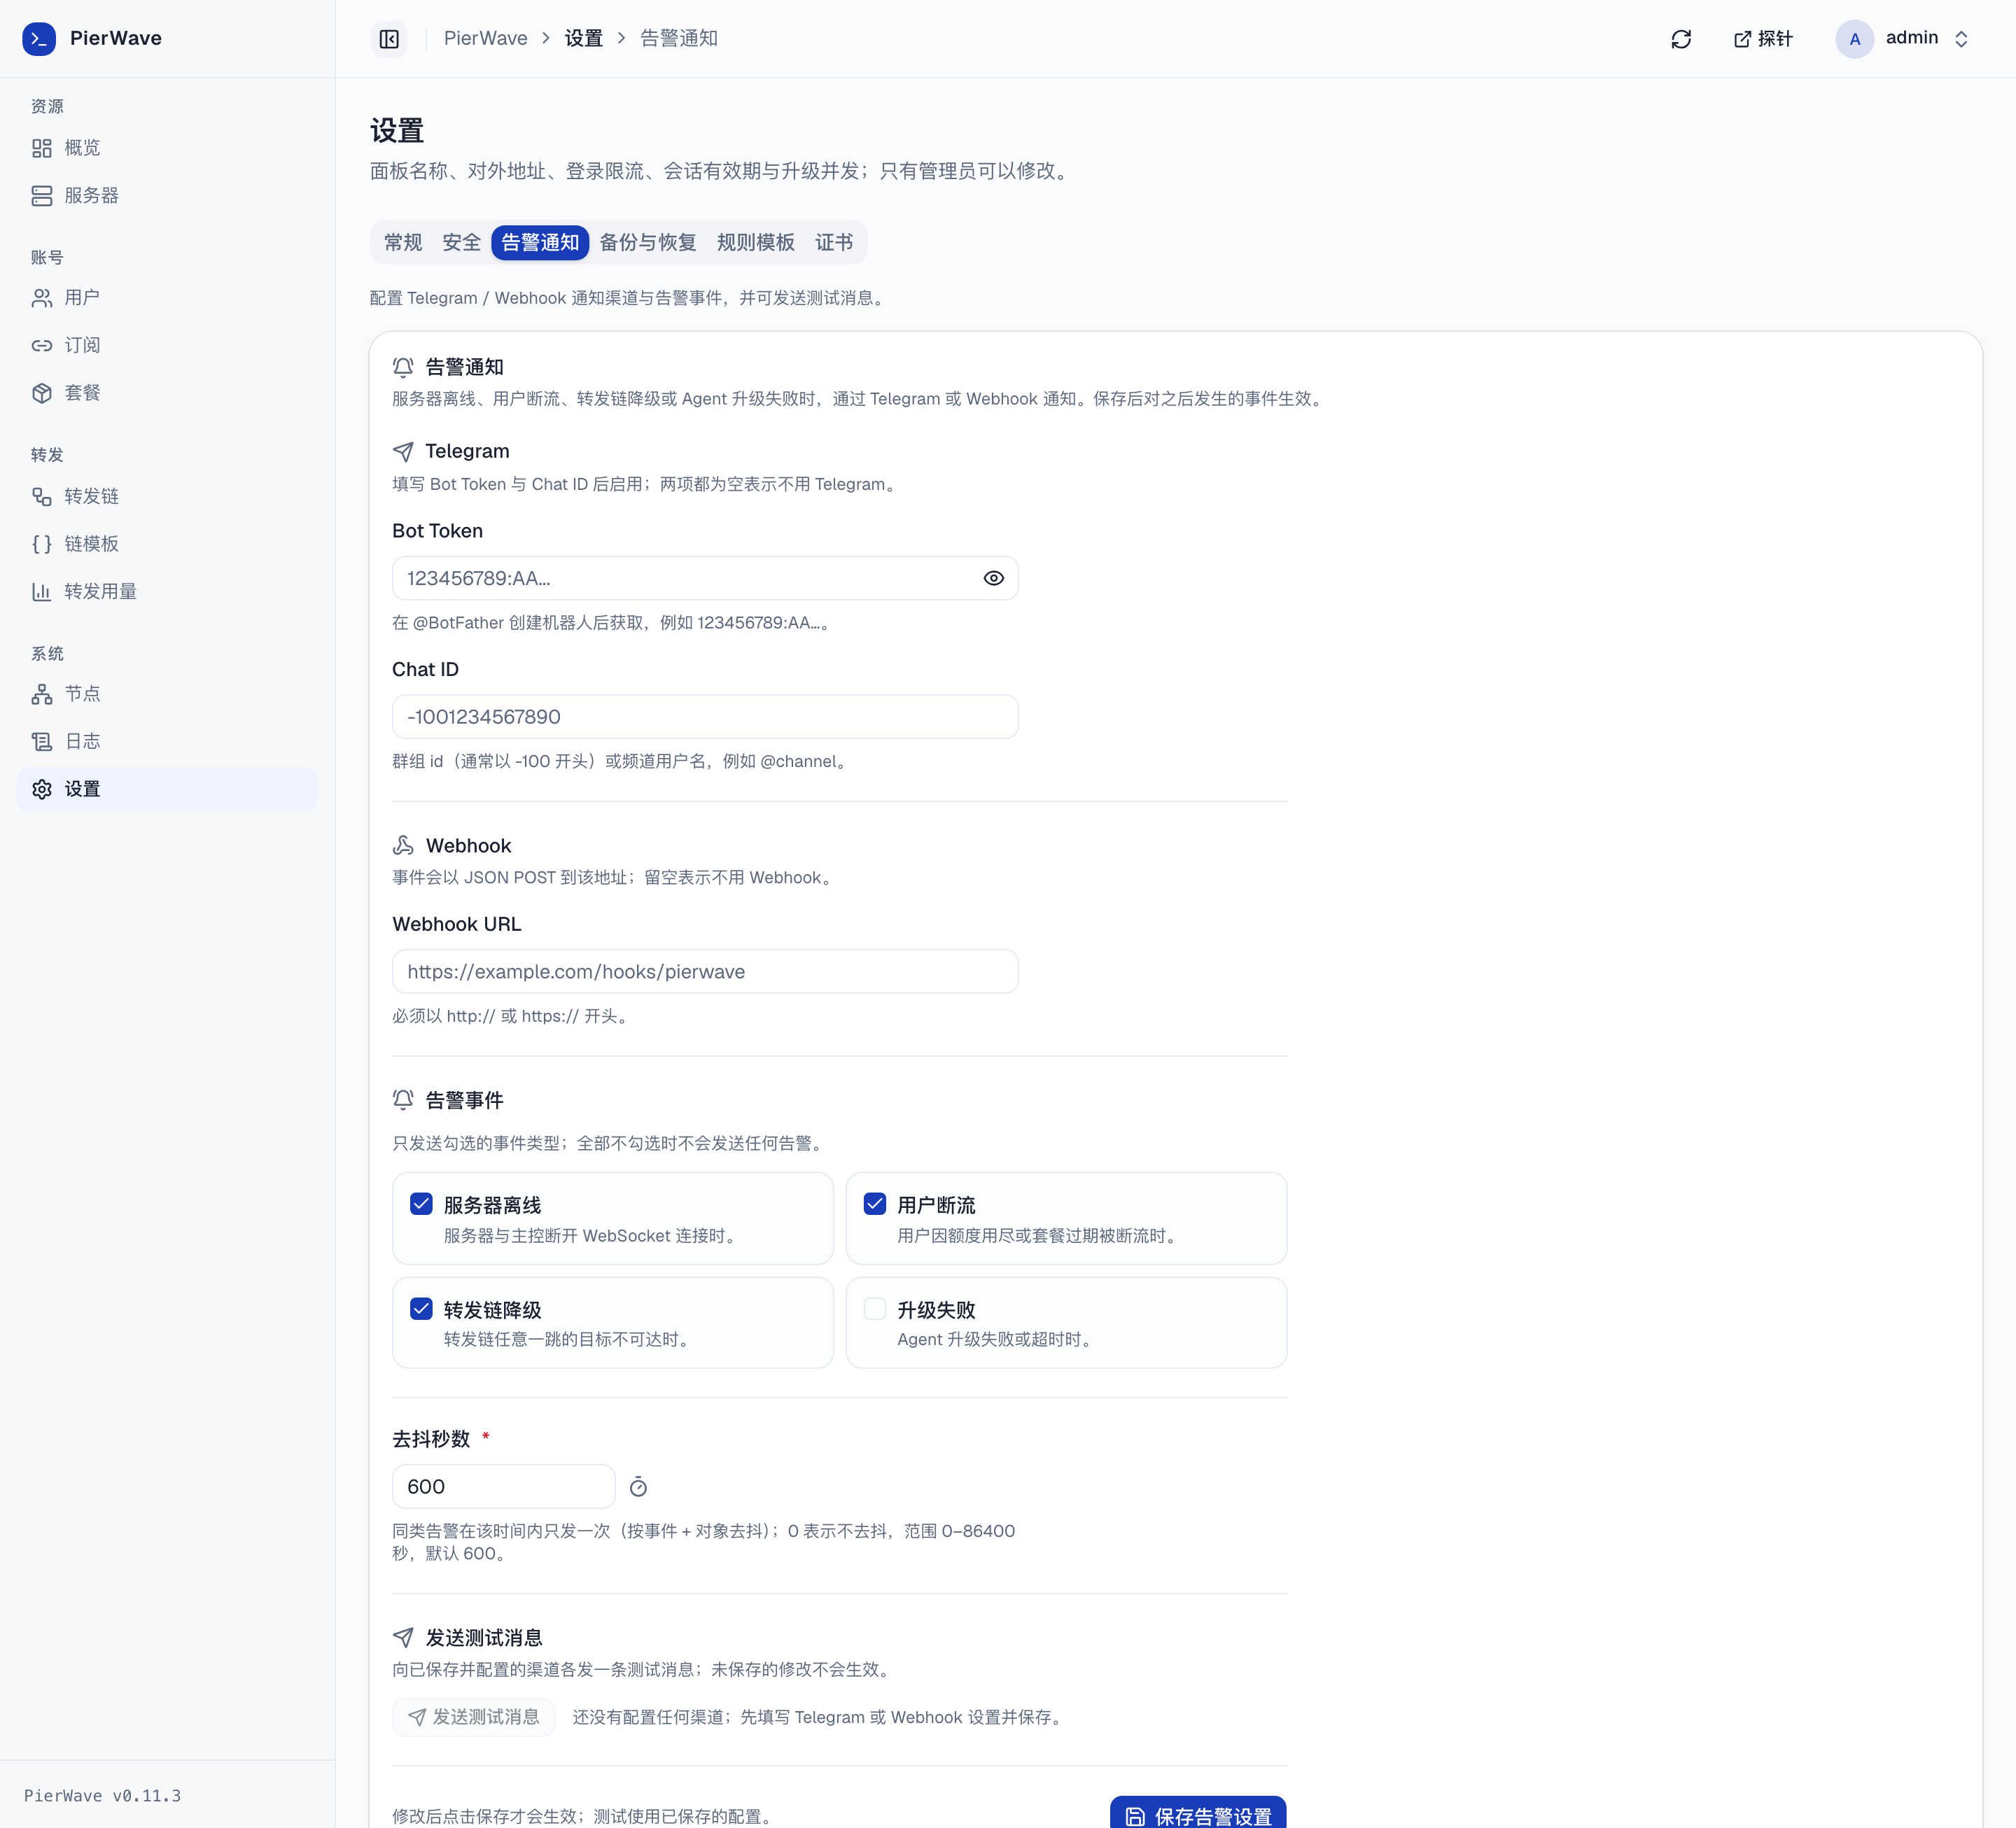 PierWave
PierWave > 设置 > 告警通知
探针
A
admin
资源
概览
服务器
账号
用户
订阅
套餐
转发
转发链
链模板
转发用量
系统
节点
日志
设置
PierWave v0.11.3
设置
面板名称、对外地址、登录限流、会话有效期与升级并发；只有管理员可以修改。
常规 安全 告警通知 备份与恢复 规则模板 证书
配置 Telegram / Webhook 通知渠道与告警事件，并可发送测试消息。
告警通知
服务器离线、用户断流、转发链降级或 Agent 升级失败时，通过 Telegram 或 Webhook 通知。保存后对之后发生的事件生效。
Telegram
填写 Bot Token 与 Chat ID 后启用；两项都为空表示不用 Telegram。
Bot Token
123456789:AA...
在 @BotFather 创建机器人后获取，例如 123456789:AA...。
Chat ID
-1001234567890
群组 id（通常以 -100 开头）或频道用户名，例如 @channel。
Webhook
事件会以 JSON POST 到该地址；留空表示不用 Webhook。
Webhook URL
https://example.com/hooks/pierwave
必须以 http:// 或 https:// 开头。
告警事件
只发送勾选的事件类型；全部不勾选时不会发送任何告警。
服务器离线
服务器与主控断开 WebSocket 连接时。
用户断流
用户因额度用尽或套餐过期被断流时。
转发链降级
转发链任意一跳的目标不可达时。
升级失败
Agent 升级失败或超时时。
去抖秒数 *
600
同类告警在该时间内只发一次（按事件 + 对象去抖）；0 表示不去抖，范围 0–86400
秒，默认 600。
发送测试消息
向已保存并配置的渠道各发一条测试消息；未保存的修改不会生效。
发送测试消息
还没有配置任何渠道；先填写 Telegram 或 Webhook 设置并保存。
修改后点击保存才会生效；测试使用已保存的配置。
保存告警设置